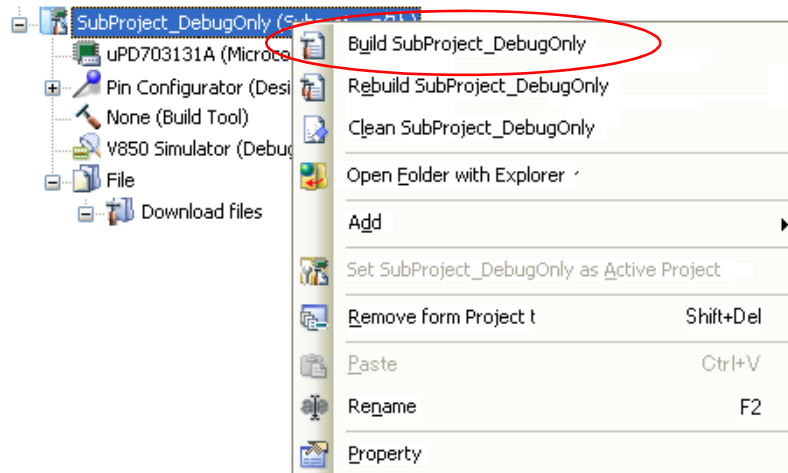 SubProject_DebugOnly (Su
Build SubProject_DebugOnly
uPD703131A (Microco
Rebuild SubProject_DebugOnly
Pin Configurator (Desi
None (Build Tool)
Clean SubProject_DebugOnly
V850 Simulator (Debug
Open Folder with Explorer
File
Download files
Add
Set SubProject_DebugOnly as Active Project
Remove form Project t Shift+Del
Paste Ctrl+V
Rename F2
Property